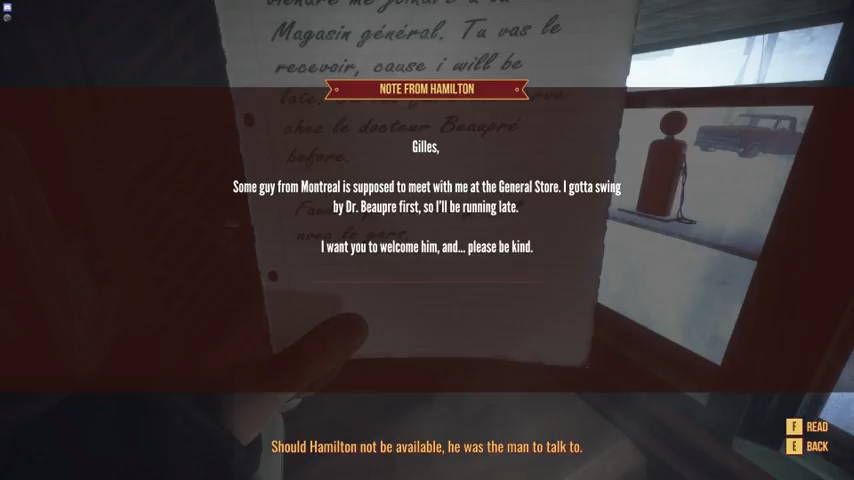 Magasin général. Tu vas le
recevoir, cause i will be
late.
chez le docteur Beaupré
before.
NOTE FROM HAMILTON
Gilles,
Some guy from Montreal is supposed to meet with me at the General Store. I gotta swing
by Dr. Beaupre first, so I'll be running late.
I want you to welcome him, and... please be kind.
Should Hamilton not be available, he was the man to talk to.
F READ
E BACK